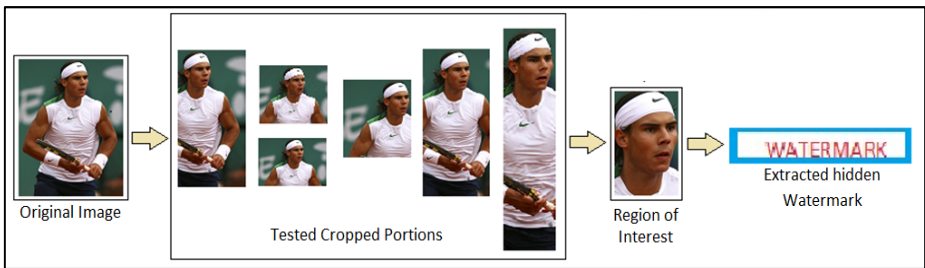 Original Image
Tested Cropped Portions
Region of
Interest
WATERMARK
Extracted hidden
Watermark